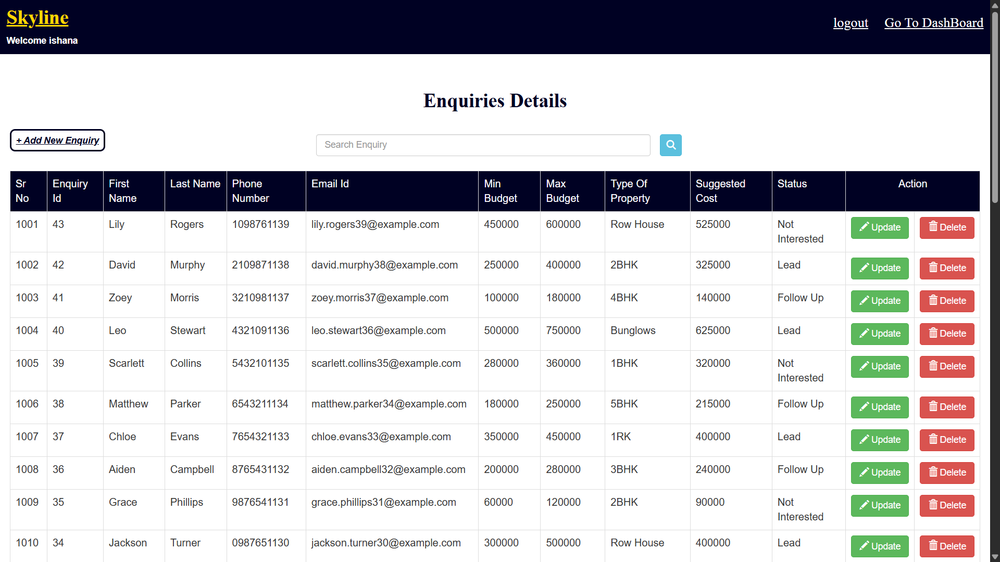 Skyline
Welcome ishana
logout Go To DashBoard
Enquiries Details
+ Add New Enquiry
Search Enquiry
Sr No Enquiry Id First Name Last Name Phone Number Email Id Min Budget Max Budget Type Of Property Suggested Cost Status Action
1001 43 Lily Rogers 1098761139 lily.rogers39@example.com 450000 600000 Row House 525000 Not Interested Update Delete
1002 42 David Murphy 2109871138 david.murphy38@example.com 250000 400000 2BHK 325000 Lead Update Delete
1003 41 Zoey Morris 3210981137 zoey.morris37@example.com 100000 180000 4BHK 140000 Follow Up Update Delete
1004 40 Leo Stewart 4321091136 leo.stewart36@example.com 500000 750000 Bunglows 625000 Lead Update Delete
1005 39 Scarlett Collins 5432101135 scarlett.collins35@example.com 280000 360000 1BHK 320000 Not Interested Update Delete
1006 38 Matthew Parker 6543211134 matthew.parker34@example.com 180000 250000 5BHK 215000 Follow Up Update Delete
1007 37 Chloe Evans 7654321133 chloe.evans33@example.com 350000 450000 1RK 400000 Lead Update Delete
1008 36 Aiden Campbell 8765431132 aiden.campbell32@example.com 200000 280000 3BHK 240000 Follow Up Update Delete
1009 35 Grace Phillips 9876541131 grace.phillips31@example.com 60000 120000 2BHK 90000 Not Interested Update Delete
1010 34 Jackson Turner 0987651130 jackson.turner30@example.com 300000 500000 Row House 400000 Lead Update Delete